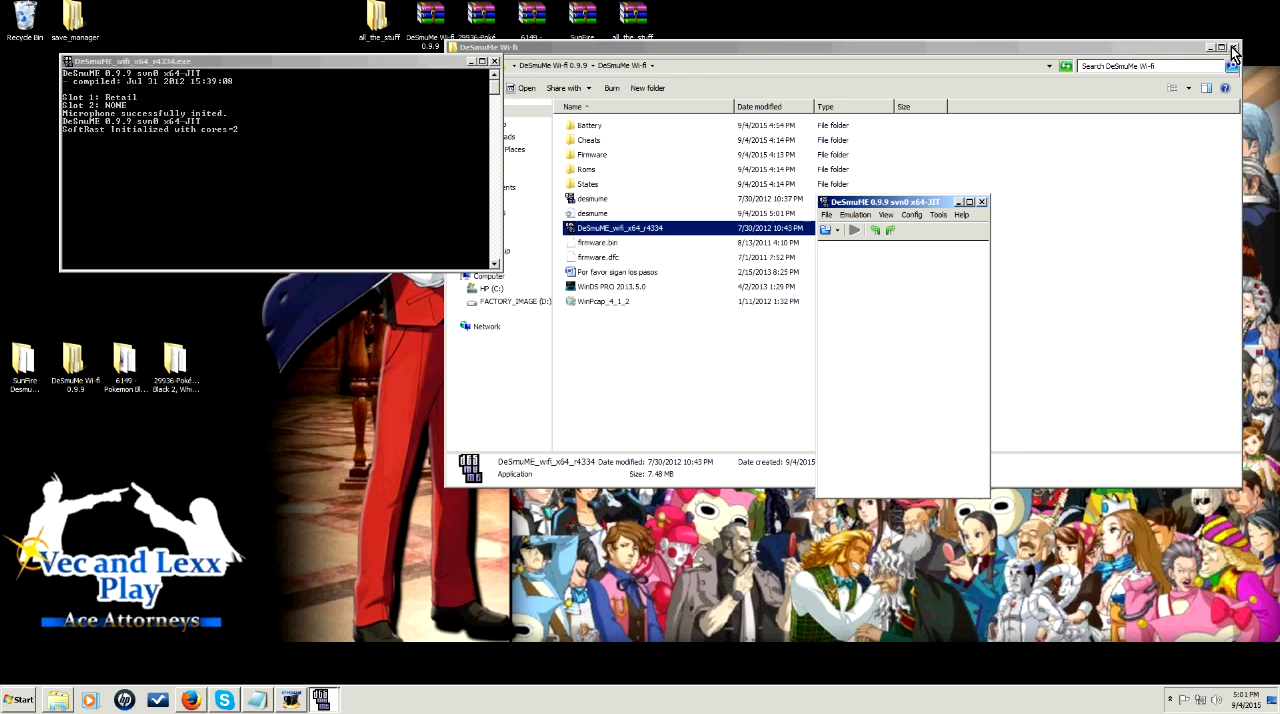 Recycle Bin
save_manager
all_the_stuff
DeSmuMe Wi-fi
0.9.9
29936-Poké...
6149 -
SunFire
all_the_stuff
DeSmuME_wifi_x64_r4334.exe
DeSmuME 0.9.9 svn0 x64-JIT
- compiled: Jul 31 2012 15:39:08
Slot 1: Retail
Slot 2: NONE
Microphone successfully inited.
DeSmuME 0.9.9 svn0 x64-JIT
SoftRast Initialized with cores=2
DeSmuMe Wi-fi
DeSmuMe Wi-fi 0.9.9
DeSmuMe Wi-fi
Search DeSmuMe Wi-fi
Open
Share with
Burn
New folder
Name
Date modified
Type
Size
Battery 9/4/2015 4:54 PM File folder
Cheats 9/4/2015 4:14 PM File folder
Firmware 9/4/2015 4:13 PM File folder
Roms 9/4/2015 4:14 PM File folder
States 9/4/2015 4:14 PM File folder
desmume 7/30/2012 10:37 PM
desmume 9/4/2015 5:01 PM
DeSmuME_wifi_x64_r4334 7/30/2012 10:43 PM
firmware.bin 8/13/2011 4:10 PM
firmware.dfc 7/1/2011 7:52 PM
Por favor sigan los pasos 2/15/2013 8:25 PM
WinDS PRO 2013.5.0 4/2/2013 1:29 PM
WinPcap_4_1_2 1/11/2012 1:32 PM
ads
Places
ents
up
Computer
HP (C:)
FACTORY_IMAGE (D:)
Network
DeSmuME_wifi_x64_r4334 Date modified: 7/30/2012 10:43 PM Date created: 9/4/2015
Application Size: 7.48 MB
DeSmuME 0.9.9 svn0 x64-JIT
File Emulation View Config Tools Help
SunFire
Desmu...
DeSmuMe Wi-fi
0.9.9
6149 -
Pokemon Bl...
29936-Poké...
Black 2, Whi...
Vec and Lexx
Play
Ace Attorneys
Start
5:01 PM
9/4/2015